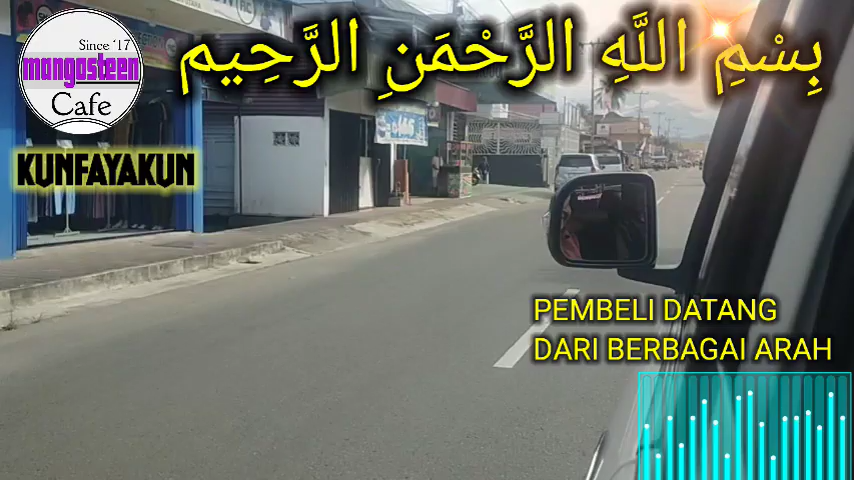 Since '17
mangosteen
Cafe
بِسْمِ اللَّهِ الرَّحْمَنِ الرَّحِيم
KUNFAYAKUN
PEMBELI DATANG
DARI BERBAGAI ARAH